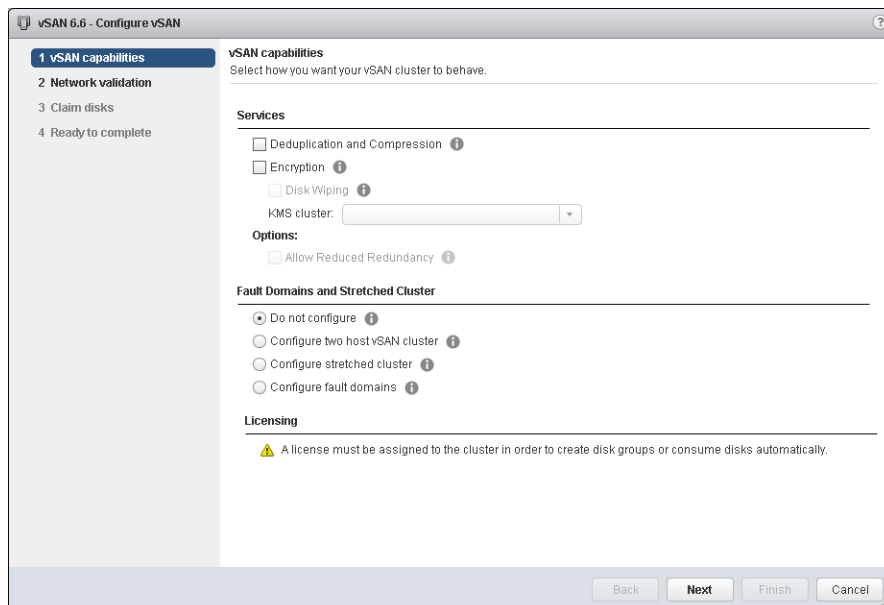 vSAN 6.6 - Configure vSAN
?
1 vSAN capabilities
2 Network validation
3 Claim disks
4 Ready to complete
vSAN capabilities
Select how you want your vSAN cluster to behave.
Services
Deduplication and Compression
Encryption
Disk Wiping
KMS cluster:
Options:
Allow Reduced Redundancy
Fault Domains and Stretched Cluster
Do not configure
Configure two host vSAN cluster
Configure stretched cluster
Configure fault domains
Licensing
A license must be assigned to the cluster in order to create disk groups or consume disks automatically.
Back Next Finish Cancel